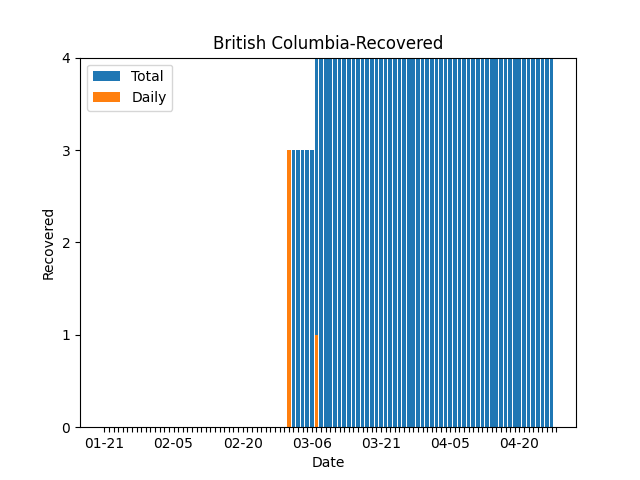 British Columbia-Recovered
Total
Daily
4
3
2
1
0
Recovered
01-21 02-05 02-20 03-06 03-21 04-05 04-20
Date